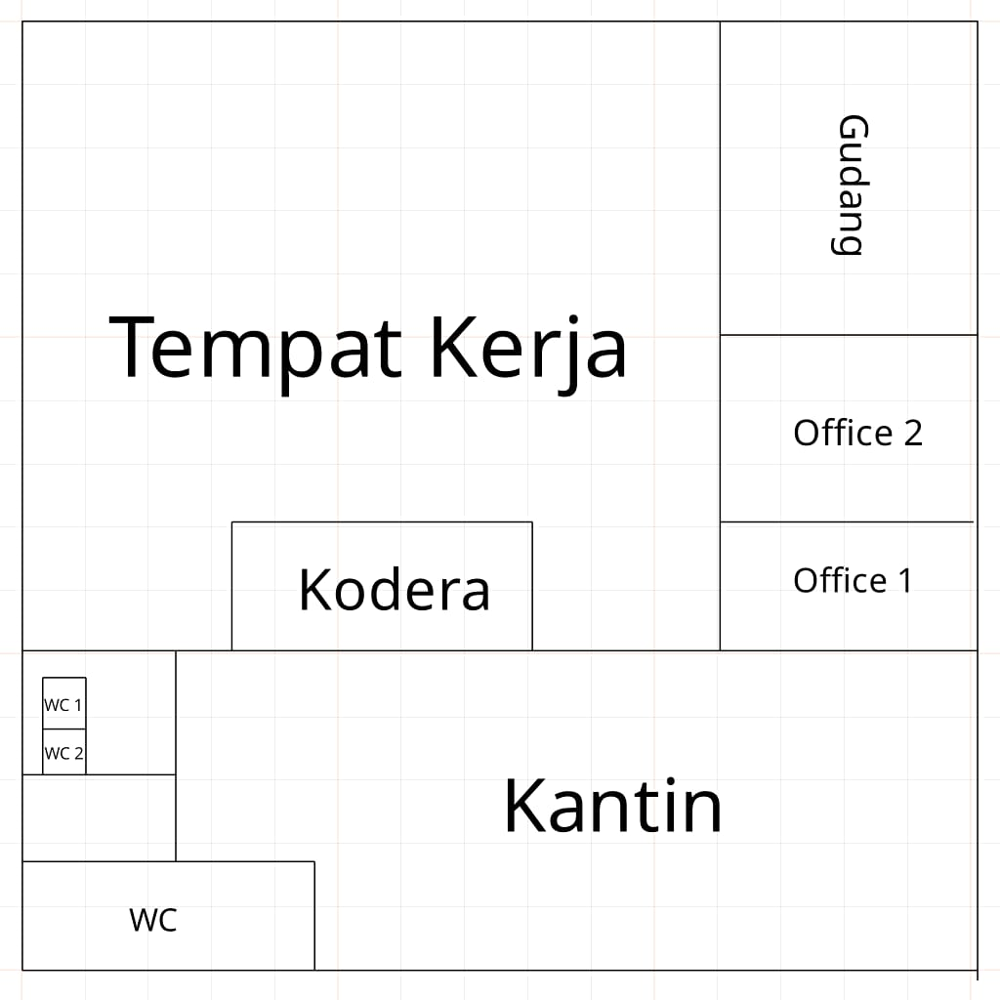 Gudang
Tempat Kerja
Office 2
Kodera
Office 1
WC 1
WC 2
Kantin
WC